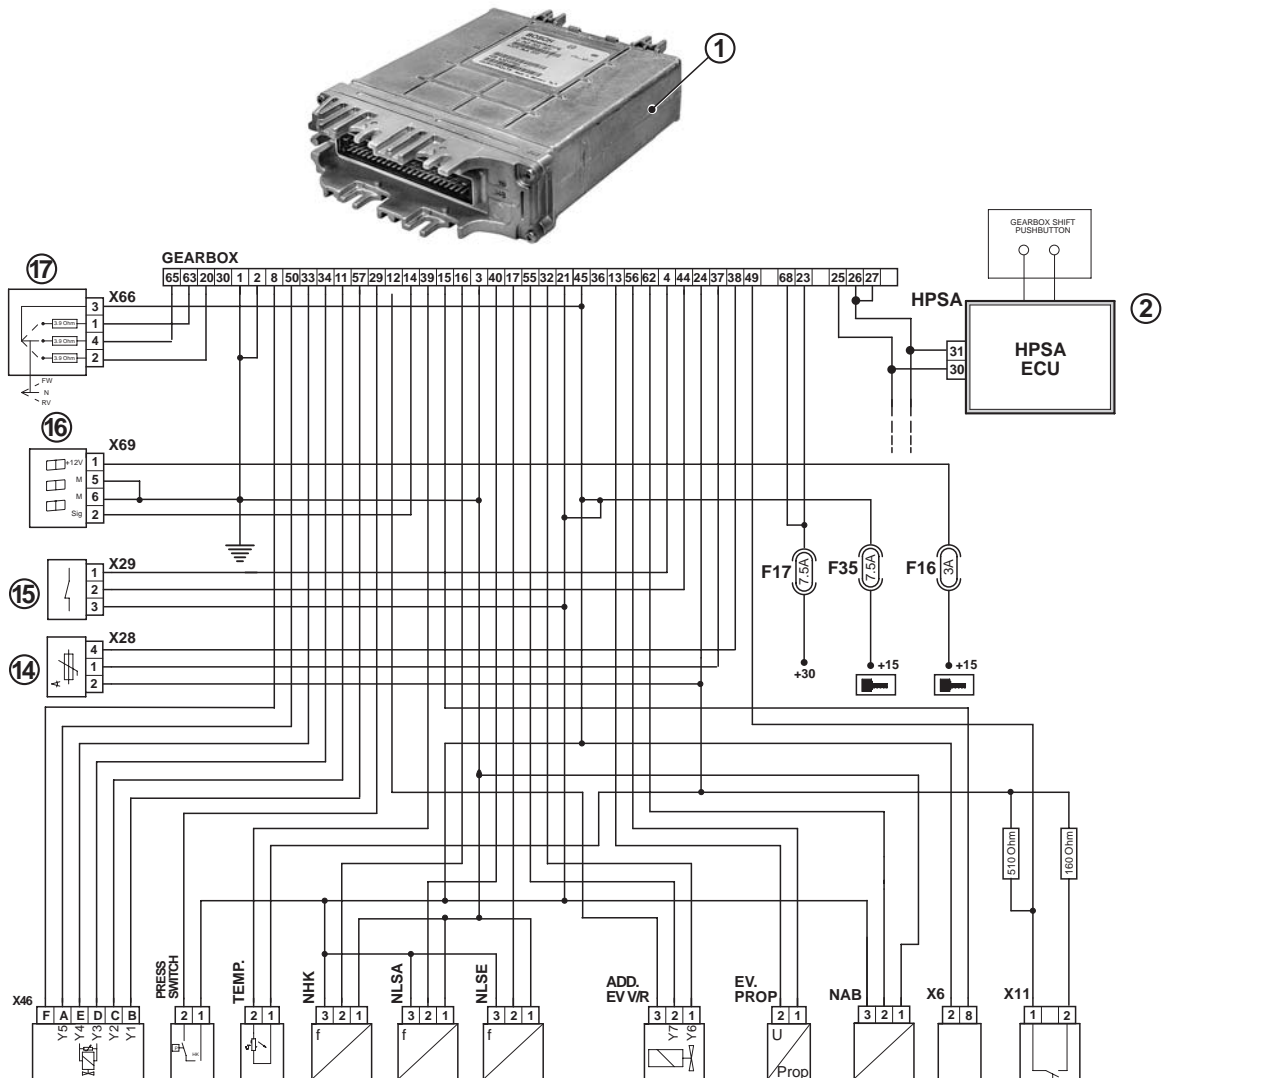 BOSCH
1
GEARBOX SHIFT
PUSHBUTTON
GEARBOX
65 63 20 30 1 2 8 50 33 34 11 57 29 12 14 39 15 16 3 40 17 55 32 21 45 36 13 56 62 4 44 24 37 38 49 68 23 25 26 27
17
X66
3
1
4
2
3.9 Ohm
3.9 Ohm
3.9 Ohm
FW
N
RV
HPSA
2
31
30
HPSA
ECU
16
X69
+12V 1
M 5
M 6
Sig 2
15
X29
1
2
3
F17 7.5A
F35 7.5A
F16 3A
+30
+15
+15
14
X28
4
1
2
510 Ohm
160 Ohm
X46
F A E D C B
Y5 Y4 Y3 Y2 Y1
PRESS
SWITCH
2 1
HK
TEMP.
2 1
NHK
3 2 1
f
NLSA
3 2 1
f
NLSE
3 2 1
f
ADD.
EV V/R
3 2 1
Y7 Y6
EV.
PROP
2 1
U
Prop
NAB
3 2 1
X6
2 8
X11
1 2